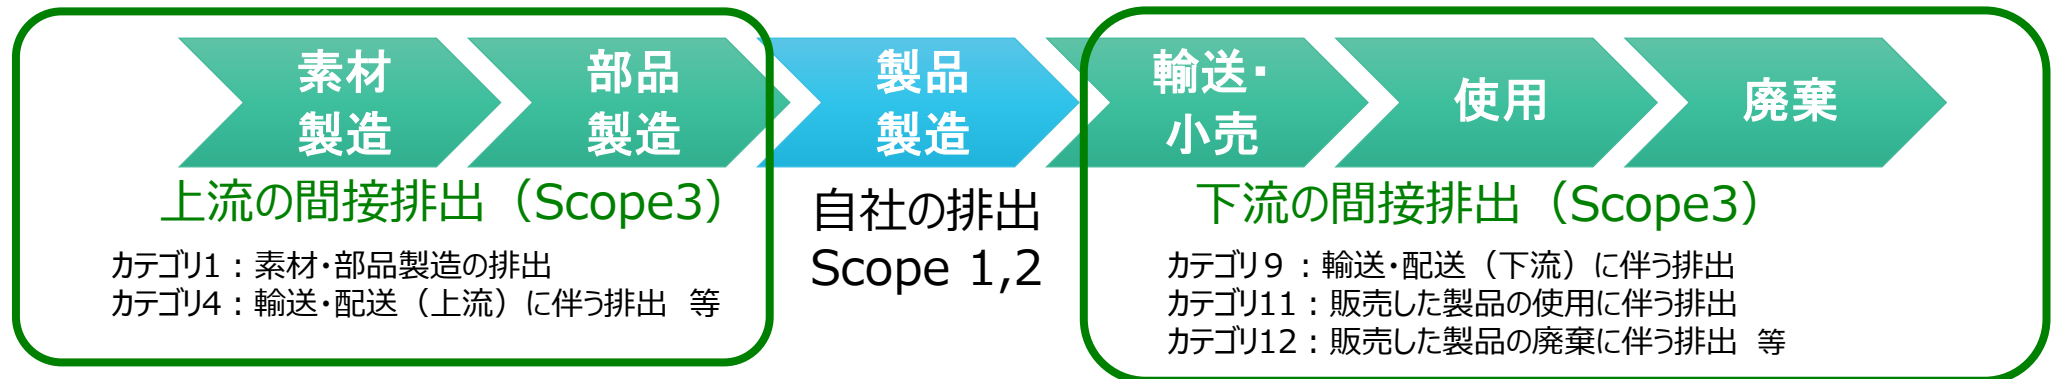 素材
製造
部品
製造
製品
製造
輸送・
小売
使用
廃棄
上流の間接排出（Scope3）
カテゴリ1：素材・部品製造の排出
カテゴリ4：輸送・配送（上流）に伴う排出　等
自社の排出
Scope 1,2
下流の間接排出（Scope3）
カテゴリ９：輸送・配送（下流）に伴う排出
カテゴリ11：販売した製品の使用に伴う排出
カテゴリ12：販売した製品の廃棄に伴う排出　等